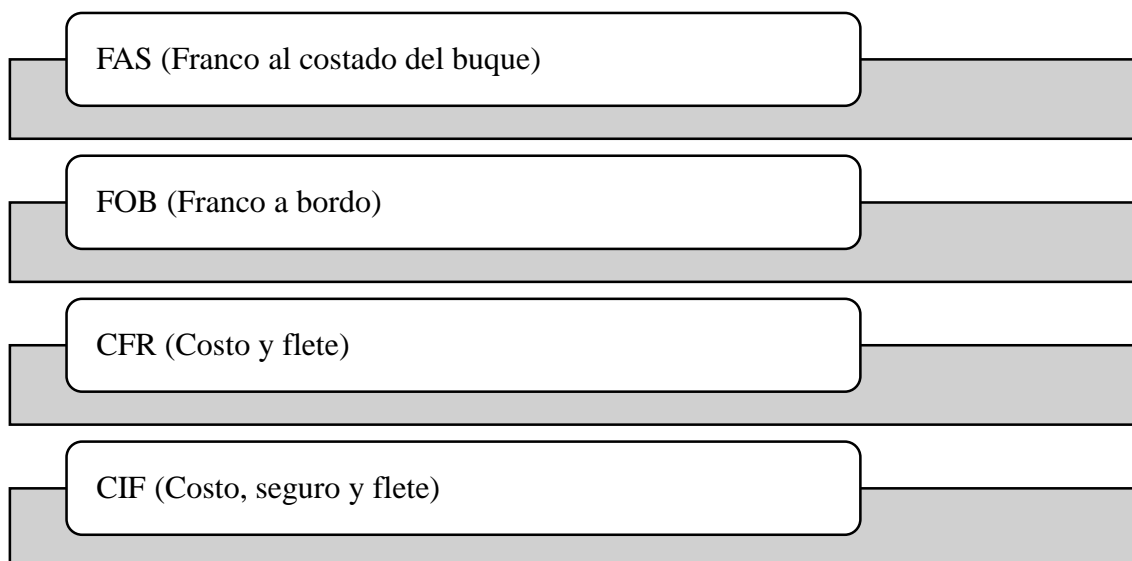 FAS (Franco al costado del buque)
FOB (Franco a bordo)
CFR (Costo y flete)
CIF (Costo, seguro y flete)